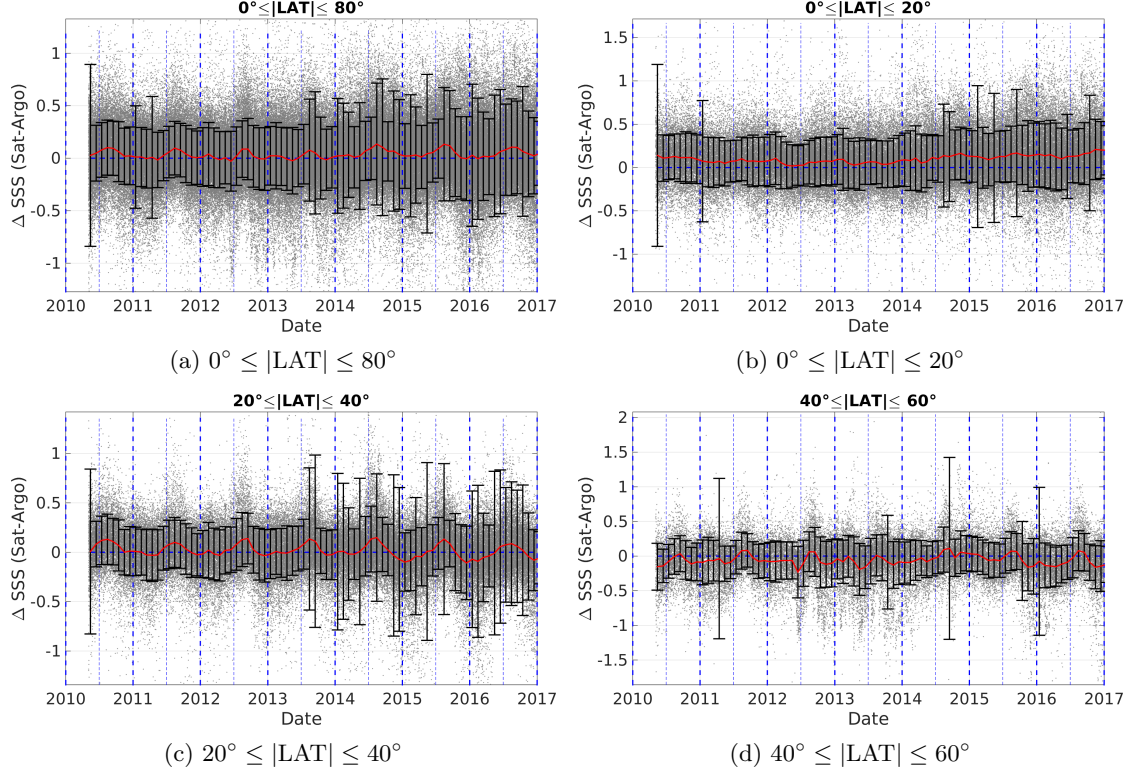 0°≤|LAT|≤ 80°
Δ SSS (Sat-Argo)
1
0.5
0
-0.5
-1
2010 2011 2012 2013 2014 2015 2016 2017
Date
(a) 0° ≤ |LAT| ≤ 80°
0°≤|LAT|≤ 20°
Δ SSS (Sat-Argo)
1.5
1
0.5
0
-0.5
-1
2010 2011 2012 2013 2014 2015 2016 2017
Date
(b) 0° ≤ |LAT| ≤ 20°
20°≤|LAT|≤ 40°
Δ SSS (Sat-Argo)
1
0.5
0
-0.5
-1
2010 2011 2012 2013 2014 2015 2016 2017
Date
(c) 20° ≤ |LAT| ≤ 40°
40°≤|LAT|≤ 60°
Δ SSS (Sat-Argo)
2
1.5
1
0.5
0
-0.5
-1
-1.5
2010 2011 2012 2013 2014 2015 2016 2017
Date
(d) 40° ≤ |LAT| ≤ 60°